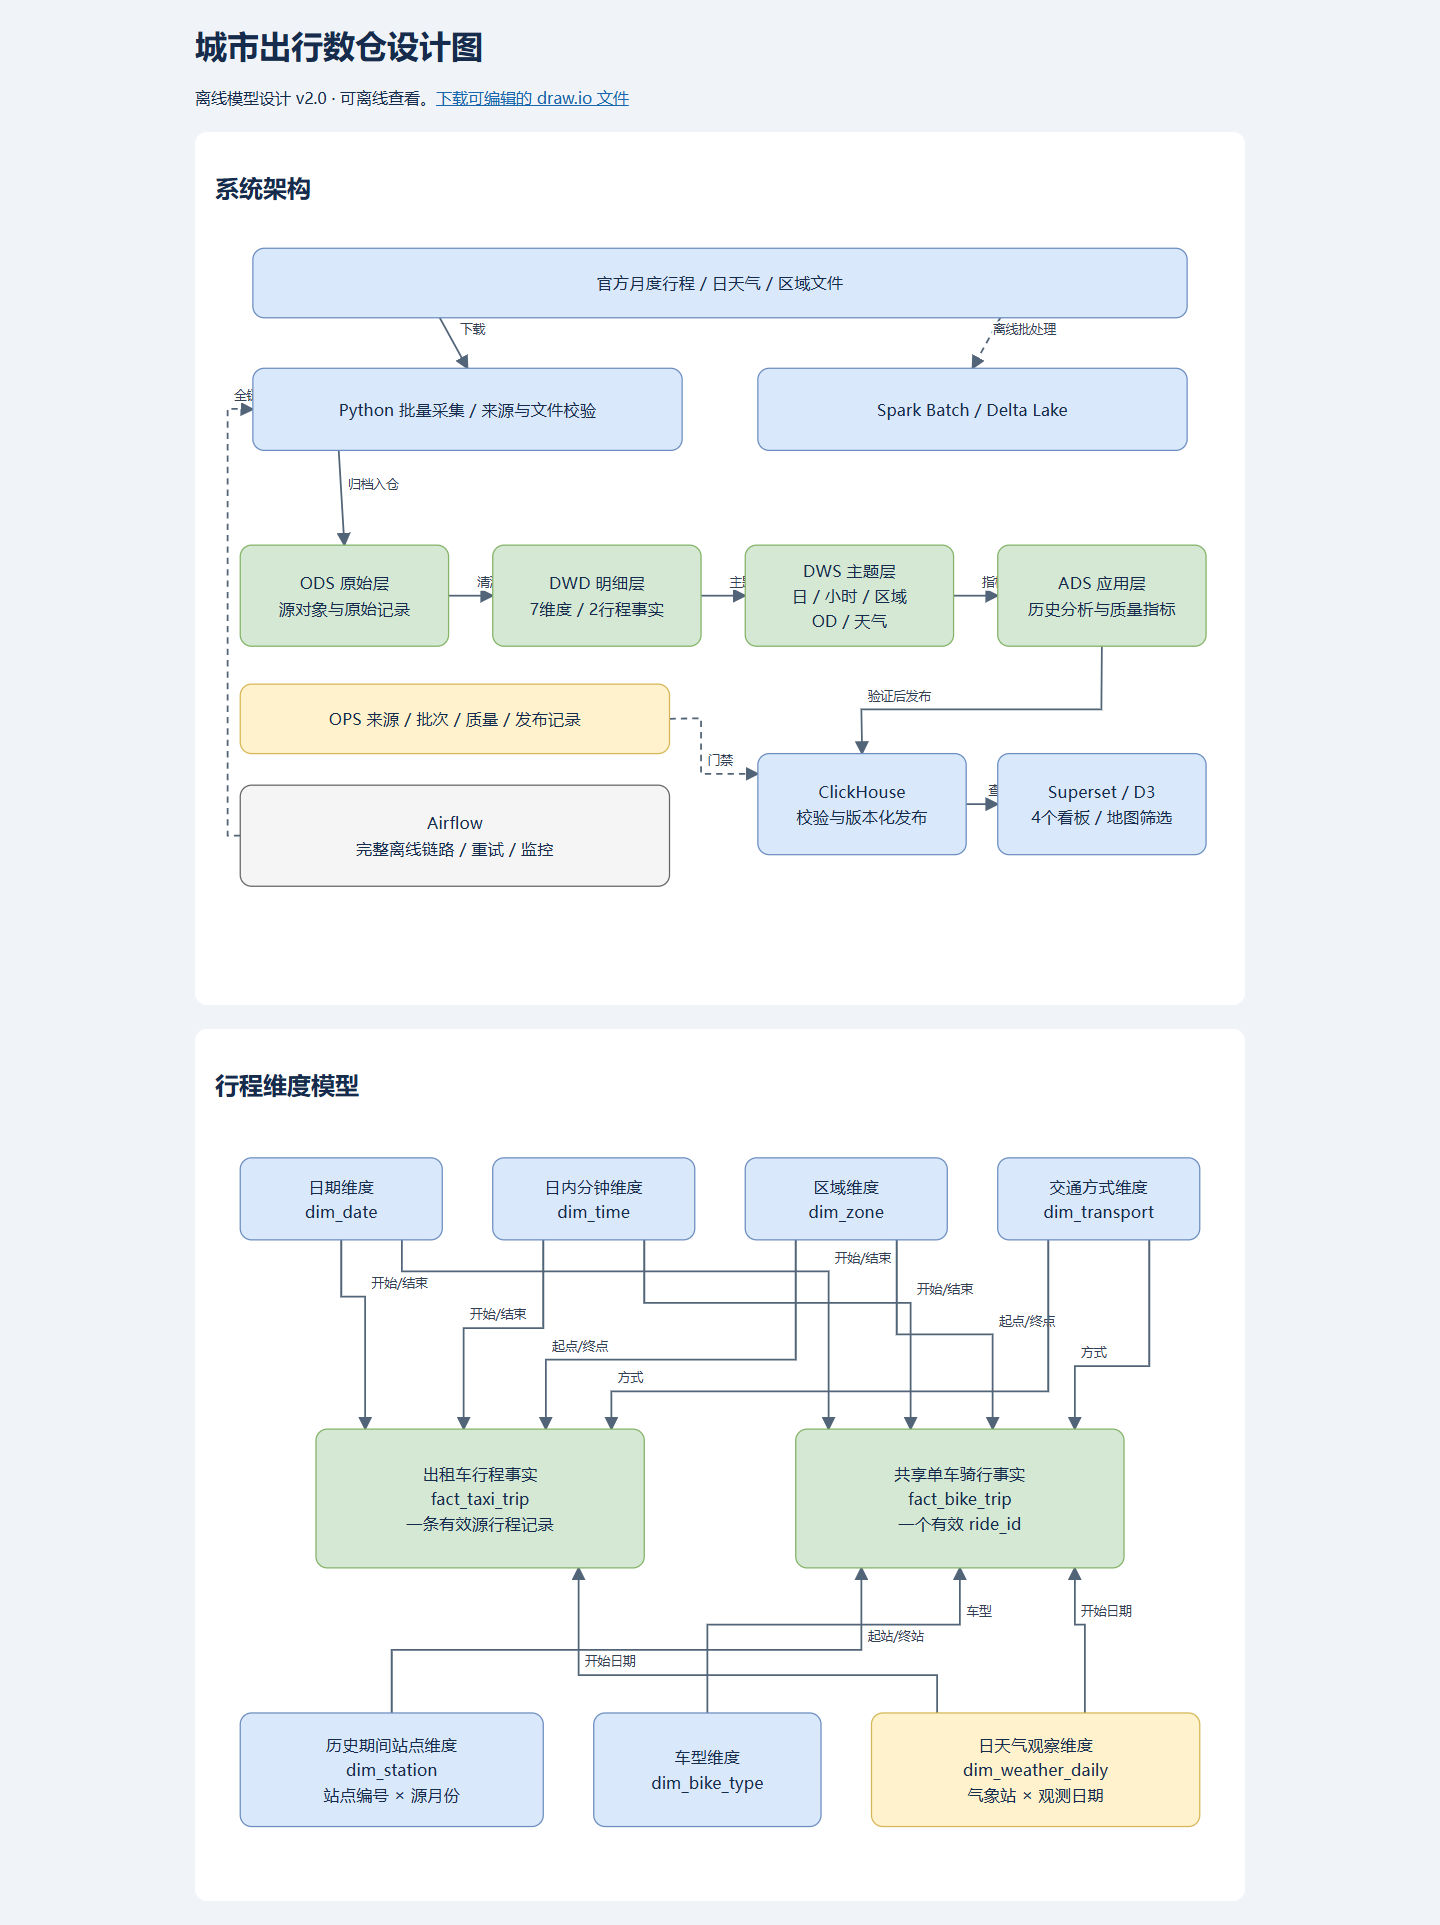 城市出行数仓设计图
离线模型设计 v2.0 · 可离线查看。下载可编辑的 draw.io 文件
系统架构
官方月度行程 / 日天气 / 区域文件
下载
离线批处理
全
Python 批量采集 / 来源与文件校验
Spark Batch / Delta Lake
归档入仓
ODS 原始层
源对象与原始记录
清
DWD 明细层
7维度 / 2行程事实
主
DWS 主题层
日 / 小时 / 区域
OD / 天气
指
ADS 应用层
历史分析与质量指标
验证后发布
OPS 来源 / 批次 / 质量 / 发布记录
门禁
ClickHouse
校验与版本化发布
查
Superset / D3
4个看板 / 地图筛选
Airflow
完整离线链路 / 重试 / 监控
行程维度模型
日期维度
dim_date
日内分钟维度
dim_time
区域维度
dim_zone
交通方式维度
dim_transport
开始/结束
开始/结束
开始/结束
开始/结束
起点/终点
起点/终点
方式
方式
出租车行程事实
fact_taxi_trip
一条有效源行程记录
共享单车骑行事实
fact_bike_trip
一个有效 ride_id
车型
开始日期
起站/终站
开始日期
历史期间站点维度
dim_station
站点编号 × 源月份
车型维度
dim_bike_type
日天气观察维度
dim_weather_daily
气象站 × 观测日期